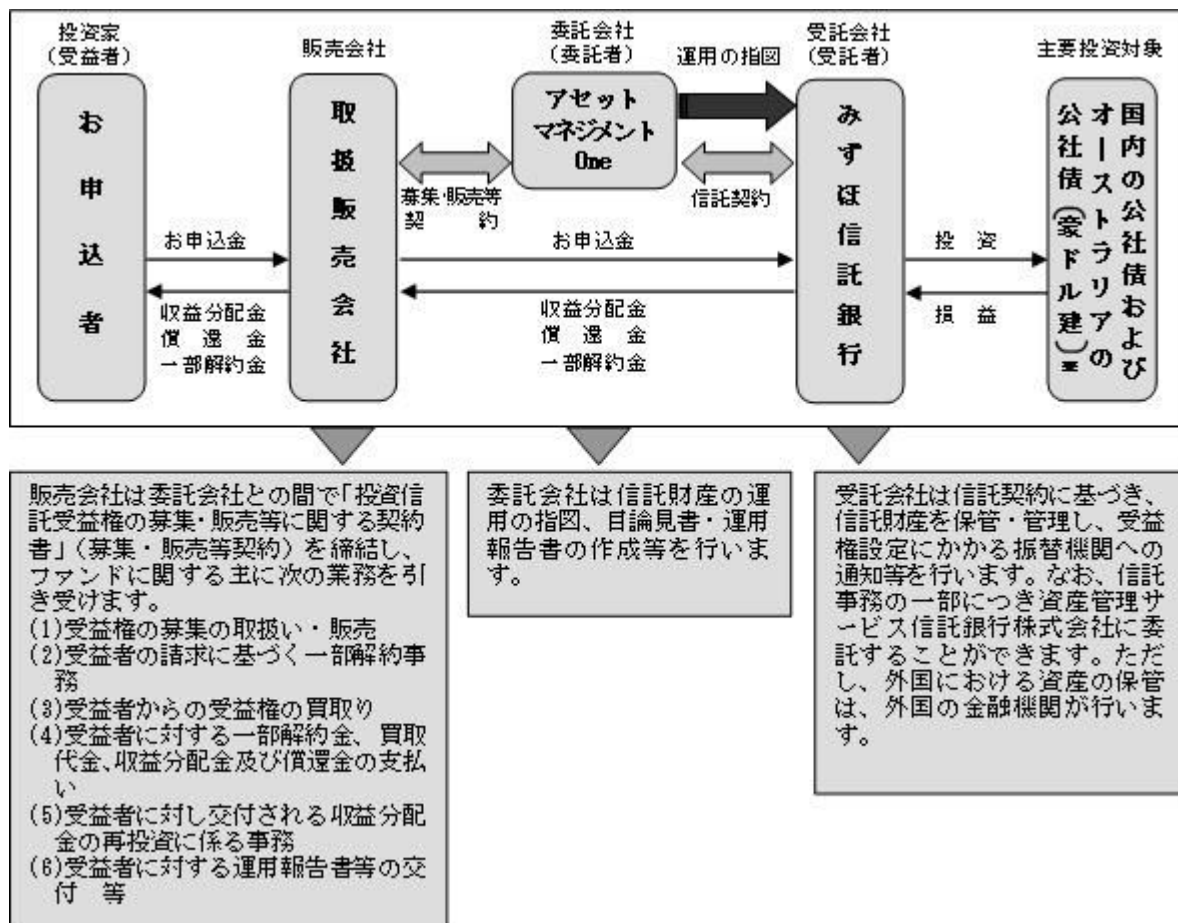 投資家
(受益者)
販売会社
委託会社
(委託者)
運用の指図
受託会社
(受託者)
主要投資対象
お申込者
取扱販売会社
アセット
マネジメント
One
みずほ信託銀行
国内の公社債および
オーストラリアの
公社債(豪ドル建)※
募集・販売等
契 約
信託契約
お申込金
収益分配金
償 還 金
一部解約金
お申込金
収益分配金
償 還 金
一部解約金
投 資
損 益
販売会社は委託会社との間で「投資信
託受益権の募集・販売等に関する契約
書」(募集・販売等契約)を締結し、
ファンドに関する主に次の業務を引
き受けます。
(1)受益権の募集の取扱い・販売
(2)受益者の請求に基づく一部解約事
務
(3)受益者からの受益権の買取り
(4)受益者に対する一部解約金、買取
代金、収益分配金及び償還金の支払
い
(5)受益者に対し交付される収益分配
金の再投資に係る事務
(6)受益者に対する運用報告書等の交
付 等
委託会社は信託財産の運
用の指図、目論見書・運用
報告書の作成等を行いま
す。
受託会社は信託契約に基づき、
信託財産を保管・管理し、受益
権設定にかかる振替機関への
通知等を行います。なお、信託
事務の一部につき資産管理サ
ービス信託銀行株式会社に委
託することができます。ただ
し、外国における資産の保管
は、外国の金融機関が行いま
す。